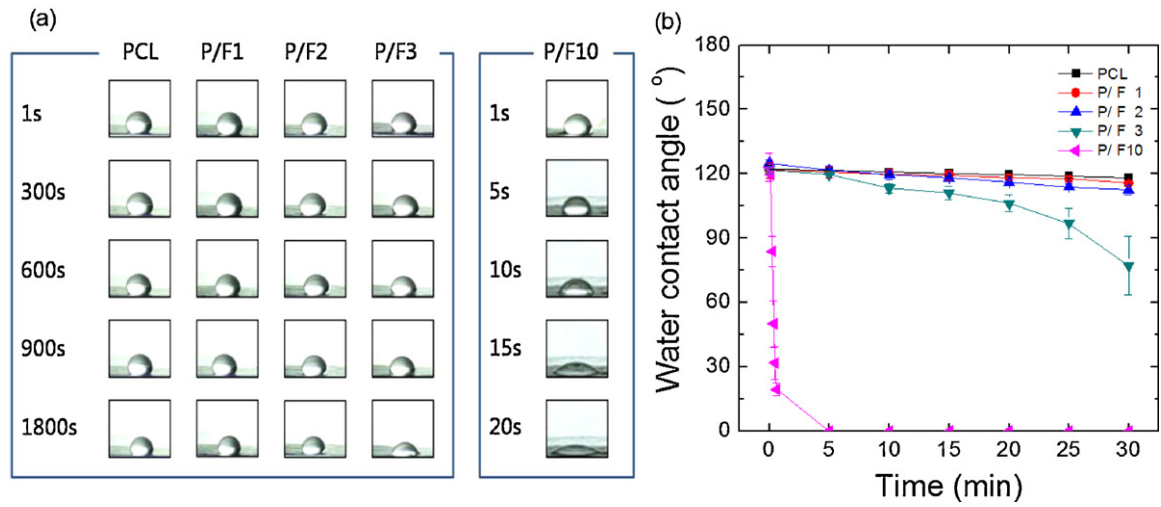 (a)
PCL P/F1 P/F2 P/F3
1s
300s
600s
900s
1800s
P/F10
1s
5s
10s
15s
20s
(b)
Water contact angle ( °)
180
150
120
90
60
30
0
PCL
P/ F 1
P/ F 2
P/ F 3
P/ F10
0 5 10 15 20 25 30
Time (min)